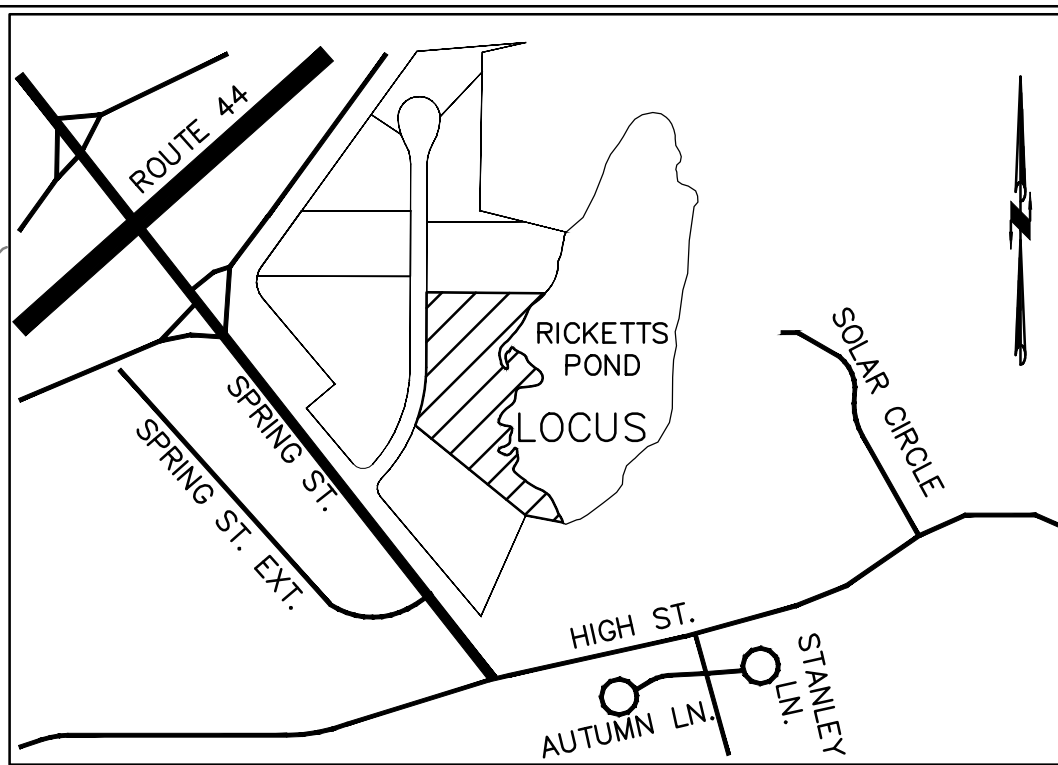 ROUTE 44
RICKETTS
POND
LOCUS
SOLAR CIRCLE
SPRING ST.
SPRING ST. EXT.
HIGH ST.
AUTUMN LN.
STANLEY
LN.